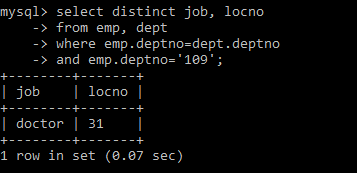 mysql> select distinct job, locno
    -> from emp, dept
    -> where emp.deptno=dept.deptno
    -> and emp.deptno='109';
+--------+-------+
| job    | locno |
+--------+-------+
| doctor | 31    |
+--------+-------+
1 row in set (0.07 sec)